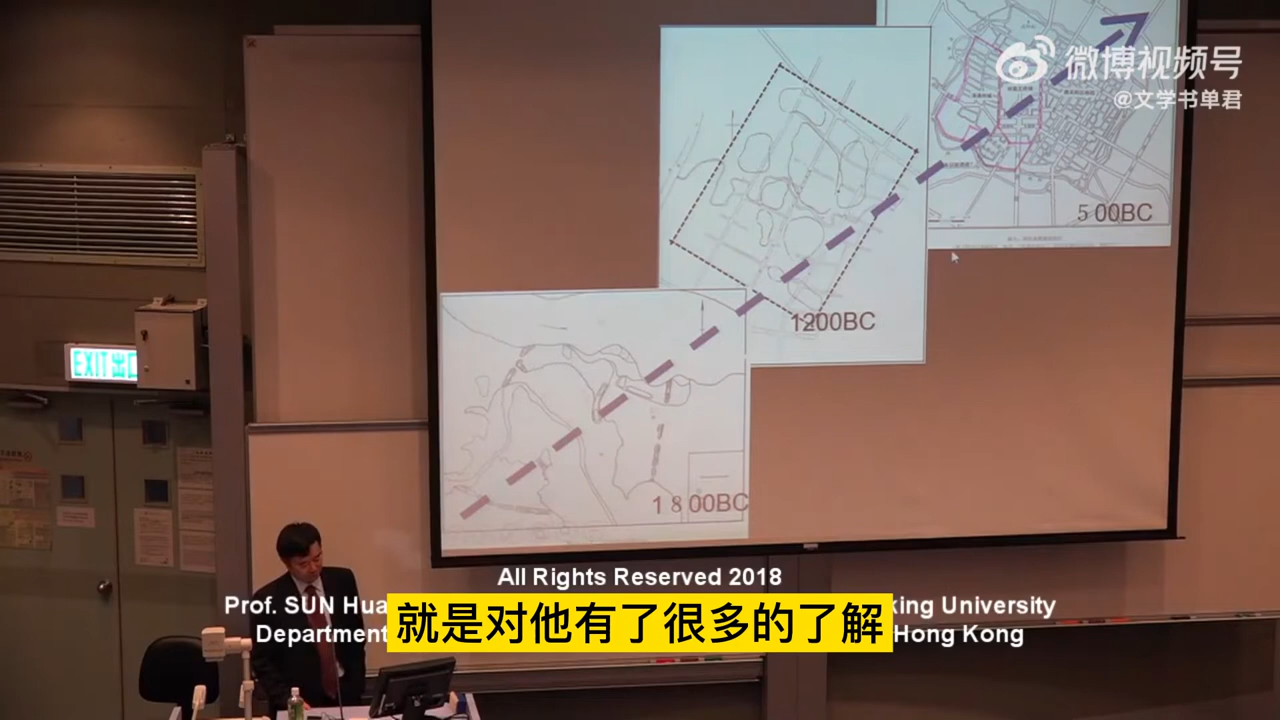 微博视频号
@文学书单君
5 00BC
1200BC
1 8 00BC
EXIT 出口
All Rights Reserved 2018
Prof. SUN Hua
king University
Department
Hong Kong
就是对他有了很多的了解